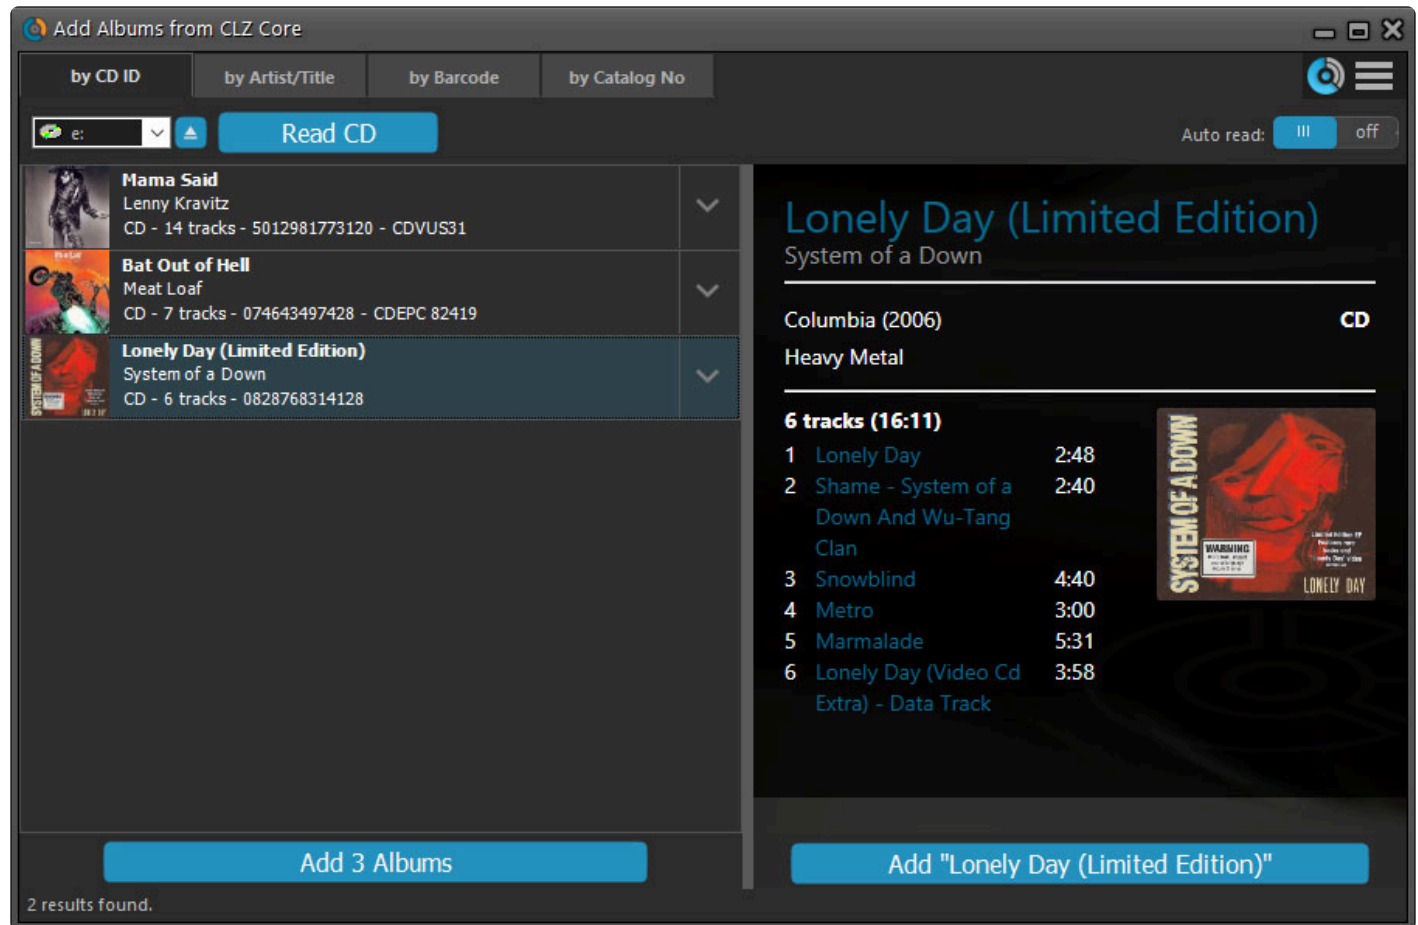 Add Albums from CLZ Core
by CD ID
by Artist/Title
by Barcode
by Catalog No
e:
Read CD
Auto read:
off
Mama Said
Lenny Kravitz
CD - 14 tracks - 5012981773120 - CDVUS31
Bat Out of Hell
Meat Loaf
CD - 7 tracks - 074643497428 - CDEPC 82419
SYSTEM OF A DOWN
Lonely Day (Limited Edition)
System of a Down
CD - 6 tracks - 0828768314128
Add 3 Albums
2 results found.
Lonely Day (Limited Edition)
System of a Down
Columbia (2006)
CD
Heavy Metal
6 tracks (16:11)
1 Lonely Day 2:48
2 Shame - System of a 2:40
Down And Wu-Tang
Clan
3 Snowblind 4:40
4 Metro 3:00
5 Marmalade 5:31
6 Lonely Day (Video Cd 3:58
Extra) - Data Track
SYSTEM OF A DOWN
WARNING
LONELY DAY
Add "Lonely Day (Limited Edition)"